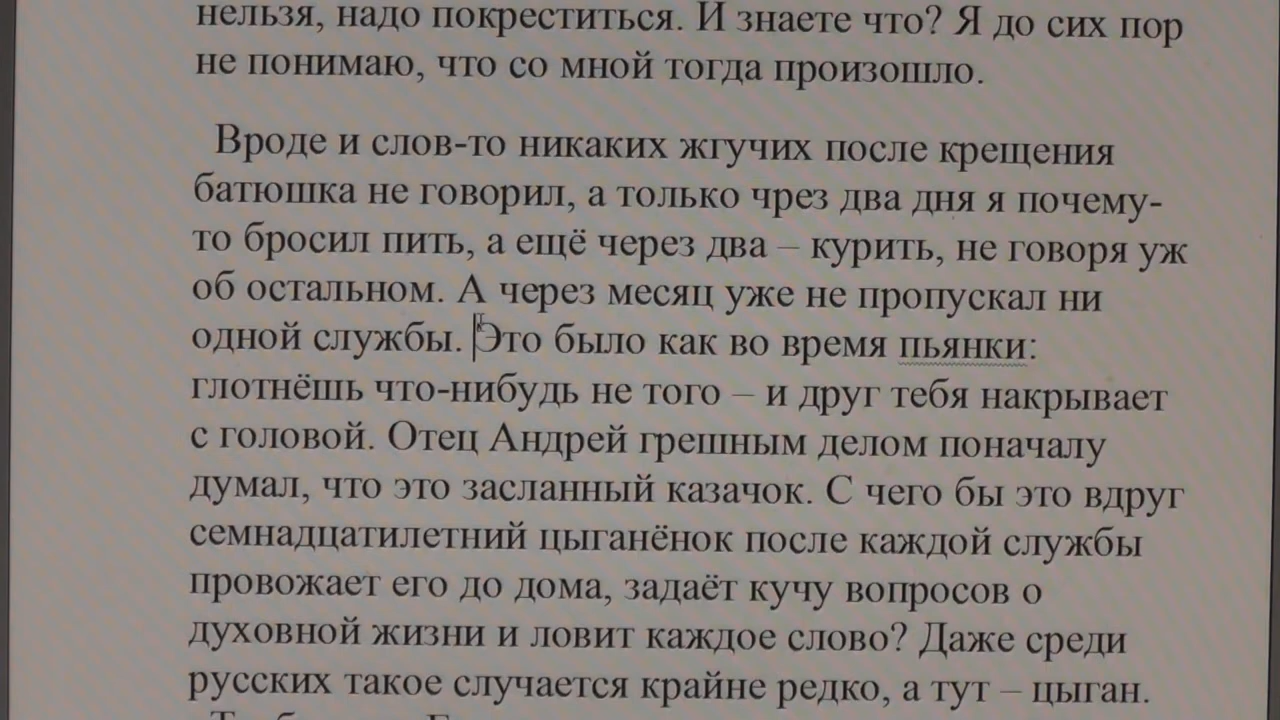 нельзя, надо покреститься. И знаете что? Я до сих пор
не понимаю, что со мной тогда произошло.
Вроде и слов-то никаких жгучих после крещения
батюшка не говорил, а только чрез два дня я почему-
то бросил пить, а ещё через два – курить, не говоря уж
об остальном. А через месяц уже не пропускал ни
одной службы. Это было как во время пьянки:
глотнёшь что-нибудь не того – и друг тебя накрывает
с головой. Отец Андрей грешным делом поначалу
думал, что это засланный казачок. С чего бы это вдруг
семнадцатилетний цыганёнок после каждой службы
провожает его до дома, задаёт кучу вопросов о
духовной жизни и ловит каждое слово? Даже среди
русских такое случается крайне редко, а тут – цыган.